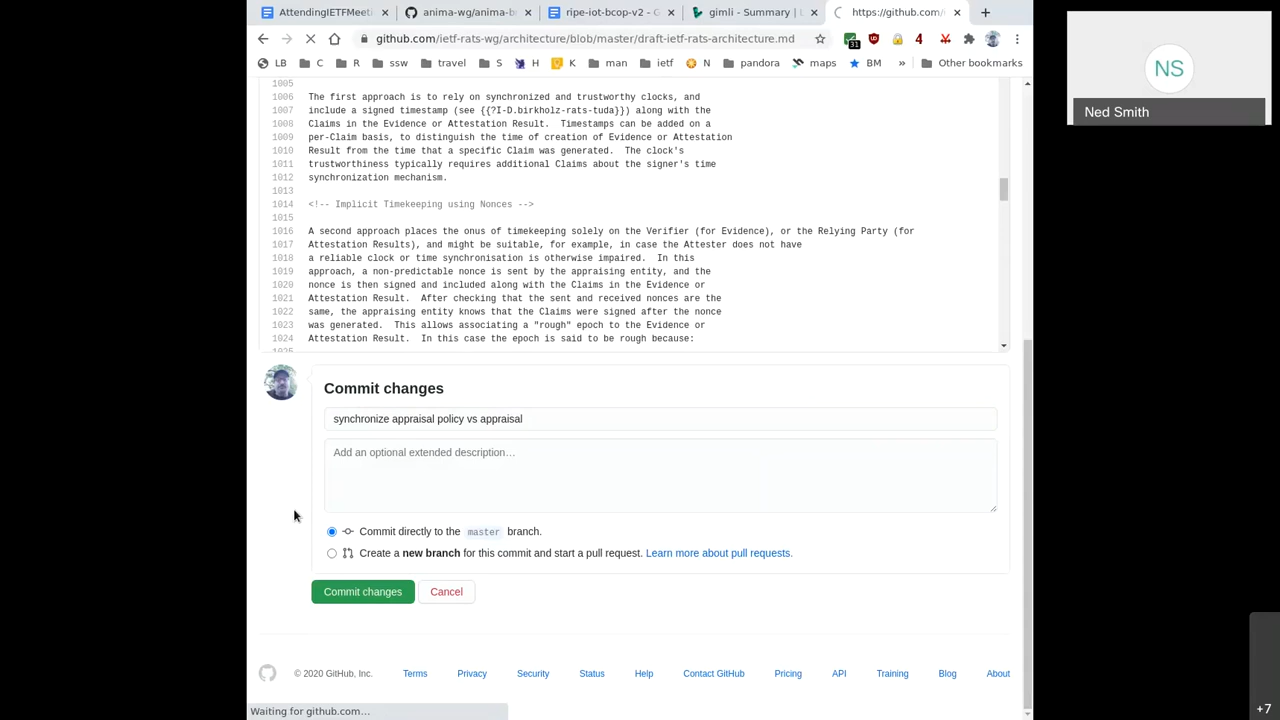 AttendingIETFMeeti
anima-wg/anima-b
ripe-iot-bcop-v2 - G
gimli - Summary | L
https://github.com/i
https://github.com/ietf-rats-wg/architecture/blob/master/draft-ietf-rats-architecture.md
31
4
LB C R ssw travel S H K man ietf N pandora maps BM » Other bookmarks
1005
1006 The first approach is to rely on synchronized and trustworthy clocks, and
1007 include a signed timestamp (see {{?I-D.birkholz-rats-tuda}}) along with the
1008 Claims in the Evidence or Attestation Result.  Timestamps can be added on a
1009 per-Claim basis, to distinguish the time of creation of Evidence or Attestation
1010 Result from the time that a specific Claim was generated.  The clock's
1011 trustworthiness typically requires additional Claims about the signer's time
1012 synchronization mechanism.
1013
1014 <!-- Implicit Timekeeping using Nonces -->
1015
1016 A second approach places the onus of timekeeping solely on the Verifier (for Evidence), or the Relying Party (for
1017 Attestation Results), and might be suitable, for example, in case the Attester does not have
1018 a reliable clock or time synchronisation is otherwise impaired.  In this
1019 approach, a non-predictable nonce is sent by the appraising entity, and the
1020 nonce is then signed and included along with the Claims in the Evidence or
1021 Attestation Result.  After checking that the sent and received nonces are the
1022 same, the appraising entity knows that the Claims were signed after the nonce
1023 was generated.  This allows associating a "rough" epoch to the Evidence or
1024 Attestation Result.  In this case the epoch is said to be rough because:
1025
Commit changes
synchronize appraisal policy vs appraisal
Add an optional extended description…
Commit directly to the master branch.
Create a new branch for this commit and start a pull request. Learn more about pull requests.
Commit changes Cancel
© 2020 GitHub, Inc. Terms Privacy Security Status Help Contact GitHub Pricing API Training Blog About
Waiting for github.com…
NS
Ned Smith
+7